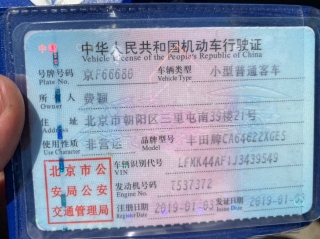 中华人民共和国机动车行驶证
Vehicle License of the People's Republic of China
号牌号码 京F66680 车辆类型 小型普通客车
Plate No. Vehicle Type
所有人 费颖
Owner
住址 北京市朝阳区三里屯南39楼21号
Address
使用性质 非营运 品牌型号 丰田牌CA6462ZXGE5
Use Character Model
北京市公安局公安交通管理局
车辆识别代号 LFMK44AF1J3439549
VIN
发动机号码 T537372
Engine No.
注册日期 2019-01-03 发证日期 2019-01-03
Register Date Issue Date